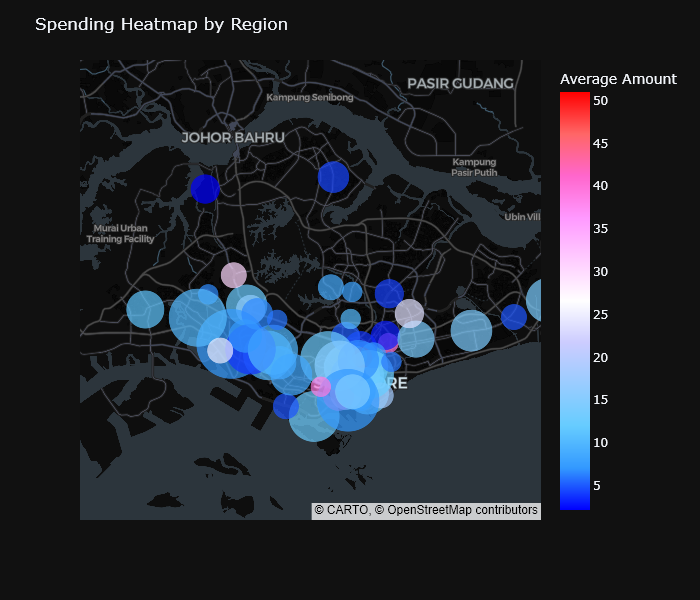 Spending Heatmap by Region
Average Amount
PASIR GUDANG
Kampung Senibong
JOHOR BAHRU
Kampung
Pasir Putih
Murai Urban
Training Facility
Ubin Vill
RE
50
45
40
35
30
25
20
15
10
5
© CARTO, © OpenStreetMap contributors